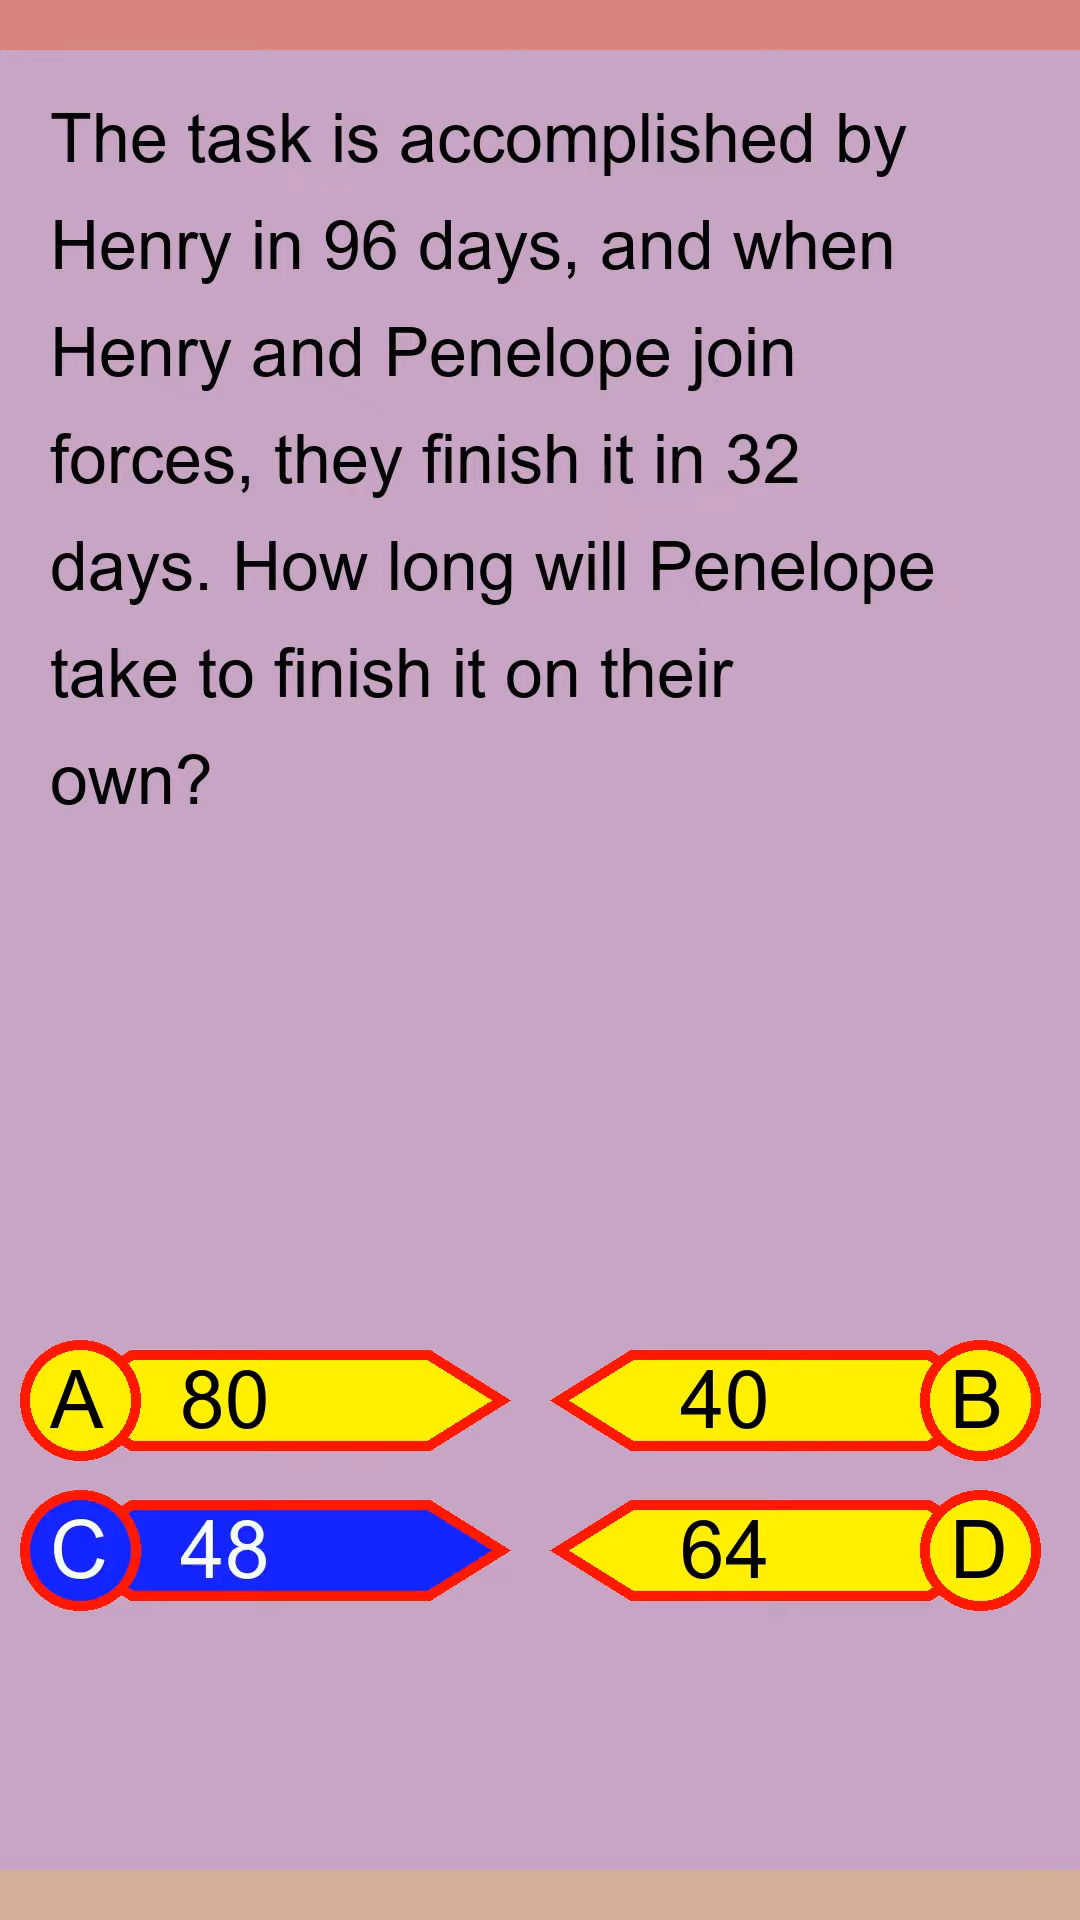 The task is accomplished by
Henry in 96 days, and when
Henry and Penelope join
forces, they finish it in 32
days. How long will Penelope
take to finish it on their
own?
A 80
40 B
C 48
64 D